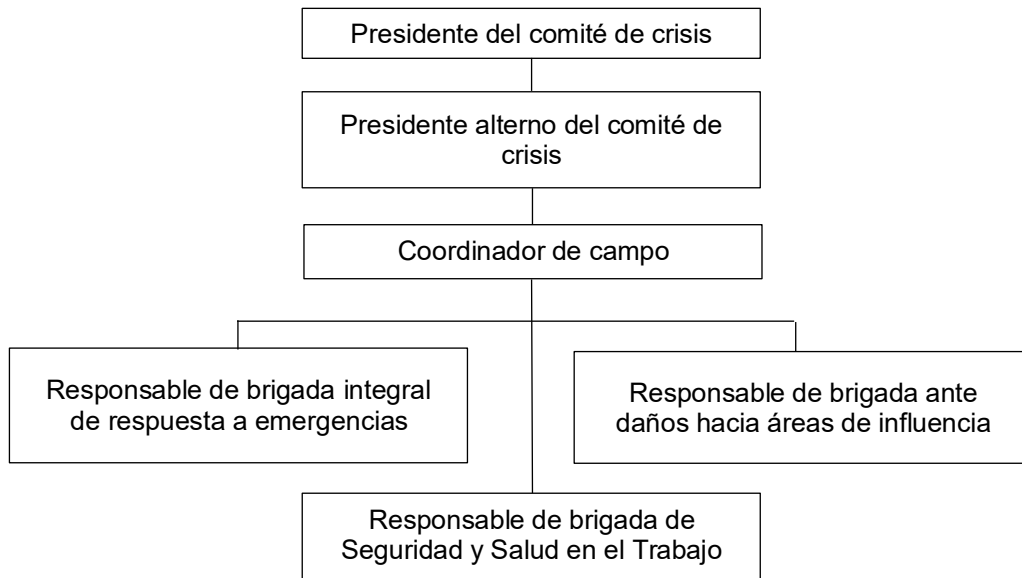 Presidente del comité de crisis
Presidente alterno del comité de
crisis
Coordinador de campo
Responsable de brigada integral
de respuesta a emergencias
Responsable de brigada ante
daños hacia áreas de influencia
Responsable de brigada de
Seguridad y Salud en el Trabajo